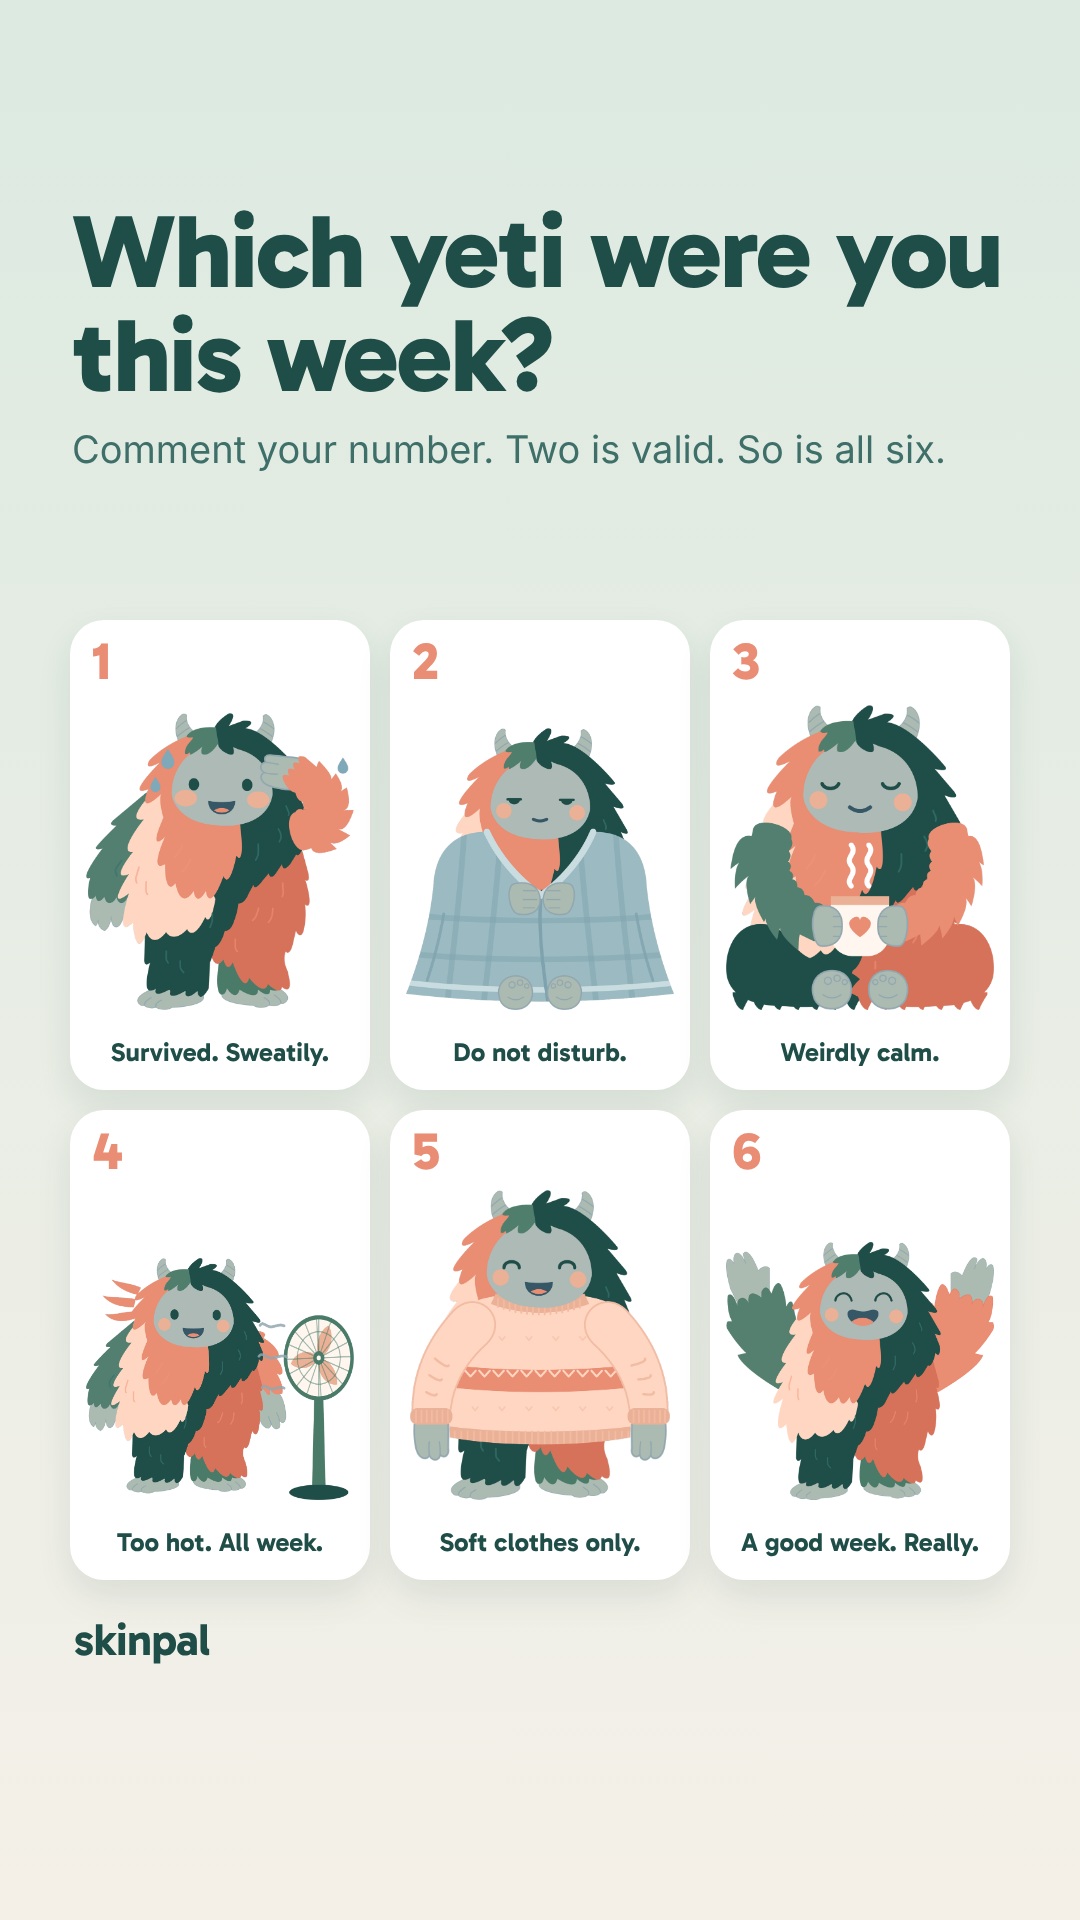 Which yeti were you
this week?
Comment your number. Two is valid. So is all six.
1
2
3
Survived. Sweatily.
Do not disturb.
Weirdly calm.
4
5
6
Too hot. All week.
Soft clothes only.
A good week. Really.
skinpal